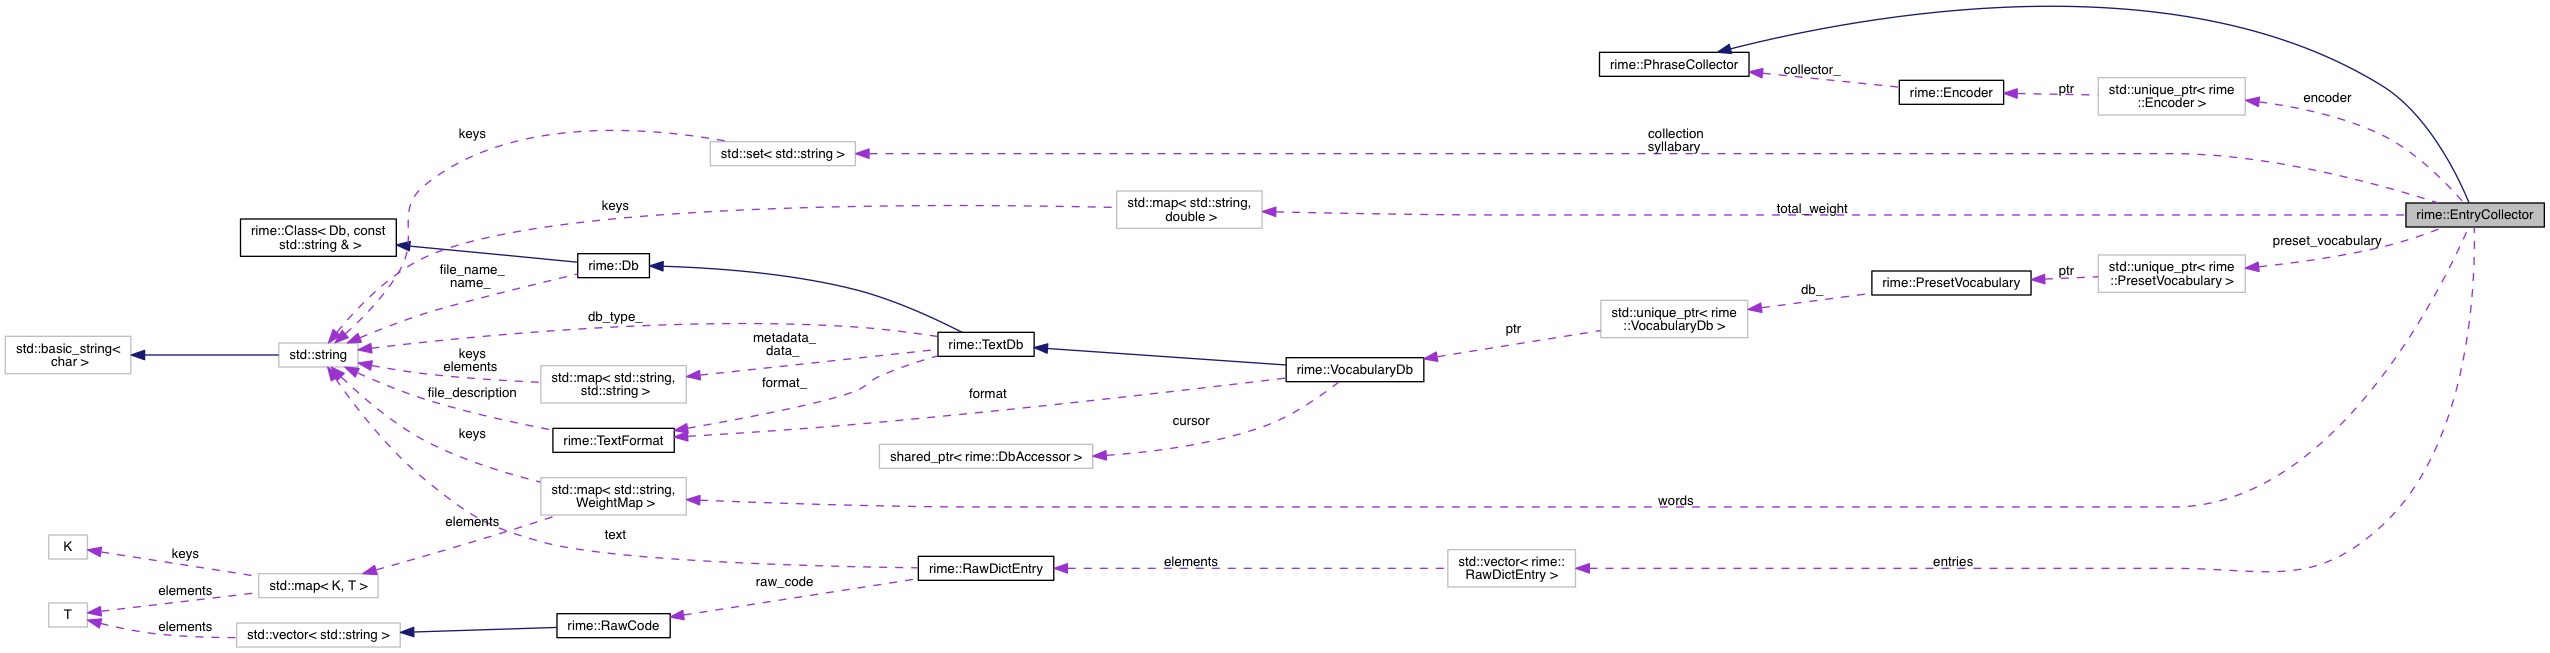 rime::PhraseCollector
collector_
rime::Encoder
ptr
std::unique_ptr< rime
::Encoder >
encoder
keys
std::set< std::string >
collection
syllabary
keys
std::map< std::string,
double >
total_weight
rime::EntryCollector
rime::Class< Db, const
std::string & >
file_name_
name_
rime::Db
preset_vocabulary
std::unique_ptr< rime
::PresetVocabulary >
ptr
rime::PresetVocabulary
db_
std::unique_ptr< rime
::VocabularyDb >
ptr
db_type_
std::basic_string<
char >
std::string
keys
elements
metadata_
data_
rime::TextDb
std::map< std::string,
std::string >
format_
rime::VocabularyDb
file_description
format
cursor
rime::TextFormat
keys
shared_ptr< rime::DbAccessor >
std::map< std::string,
WeightMap >
words
elements
text
K
keys
std::map< K, T >
elements
T
elements
std::vector< std::string >
rime::RawCode
raw_code
rime::RawDictEntry
elements
std::vector< rime::
RawDictEntry >
entries